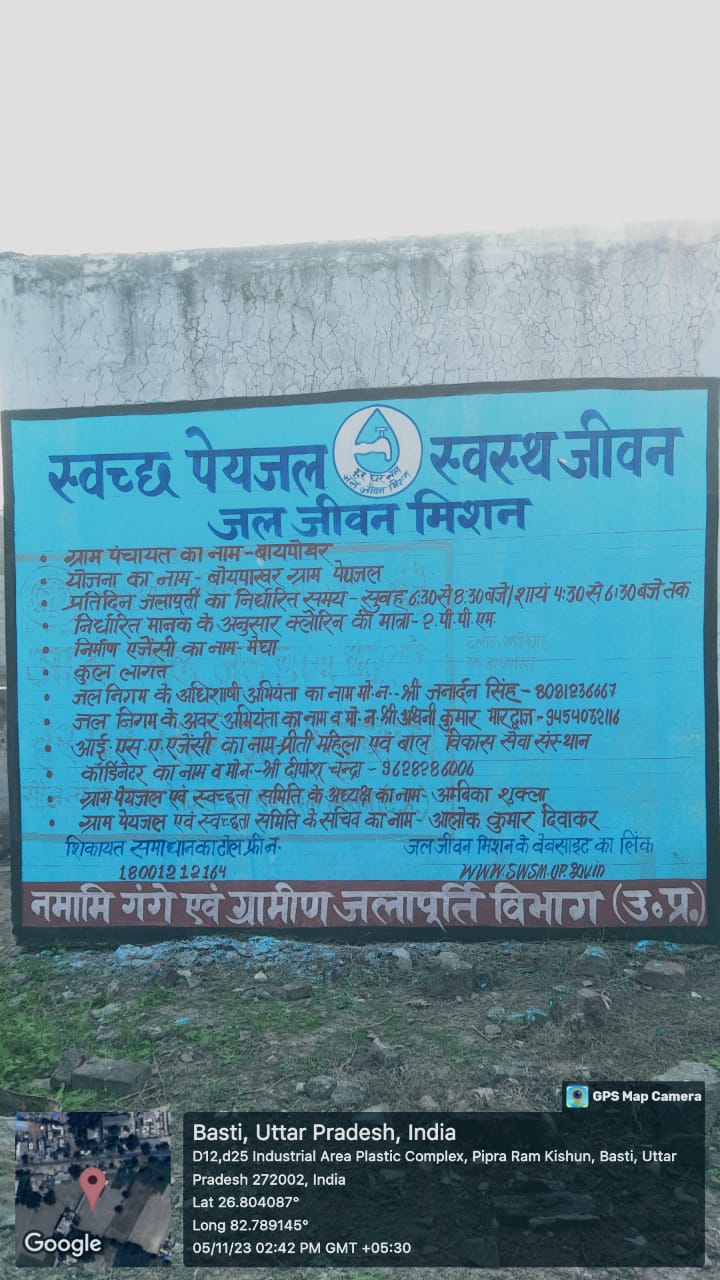 स्वच्छ पेयजल स्वस्थ जीवन
हर घर जल
जल जीवन मिशन
जल जीवन मिशन
• ग्राम पंचायत का नाम - बायपोखर
• योजना का नाम - बोयपोखर ग्राम पेयजल
• प्रतिदिन जलापूर्ती का निर्धारित समय - सुबह 6:30 से 8:30 बजे/शायं 4:30 से 6:30 बजे तक
• निर्धारित मानक के अनुसार क्लोरिन की मात्रा - 2. पी.पी.एम
• निर्माण एजेंसी का नाम - मेघा
• कुल लागत
• जल निगम के अधिशाषी अभियंता का नाम मो.न.- श्री जनार्दन सिंह - 8081236667
• जल निगम के अवर अभियंता का नाम व मो.न. श्री अश्वनी कुमार भारद्वाज - 9454032116
• आई.एस.ए.एजेंसी का नाम - प्रीती महिला एवं बाल विकास सेवा संस्थान
• कोर्डिनेटर का नाम व मोन.- श्री दीपांश चन्द्रा - 9628286006
• ग्राम पेयजल एवं स्वच्छता समिति के अध्यक्ष का नाम - अम्बिका शुक्ला
• ग्राम पेयजल एवं स्वच्छता समिति के सचिव का नाम - आलोक कुमार दिवाकर
शिकायत समाधान का टोल फ्री न. जल जीवन मिशन के वेबसाइट का लिंक
18001212164 WWW.SWSM.UP.GOV.in
नमामि गंगे एवं ग्रामीण जलापूर्ति विभाग (उ॰प्र॰)
GPS Map Camera
Basti, Uttar Pradesh, India
D12,d25 Industrial Area Plastic Complex, Pipra Ram Kishun, Basti, Uttar
Pradesh 272002, India
Lat 26.804087°
Long 82.789145°
05/11/23 02:42 PM GMT +05:30
Google